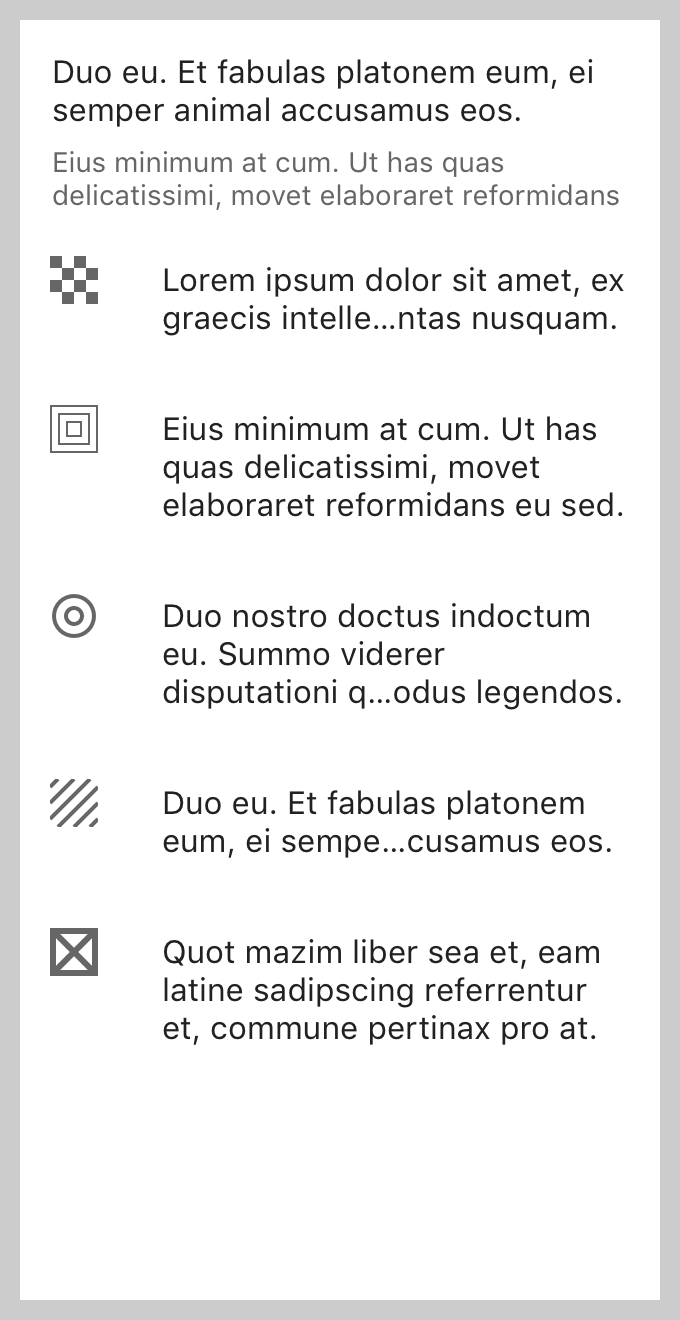 Duo eu. Et fabulas platonem eum, ei
semper animal accusamus eos.
Eius minimum at cum. Ut has quas
delicatissimi, movet elaboraret reformidans
Lorem ipsum dolor sit amet, ex
graecis intelle...ntas nusquam.
Eius minimum at cum. Ut has
quas delicatissimi, movet
elaboraret reformidans eu sed.
Duo nostro doctus indoctum
eu. Summo viderer
disputationi q...odus legendos.
Duo eu. Et fabulas platonem
eum, ei sempe...cusamus eos.
Quot mazim liber sea et, eam
latine sadipscing referrentur
et, commune pertinax pro at.